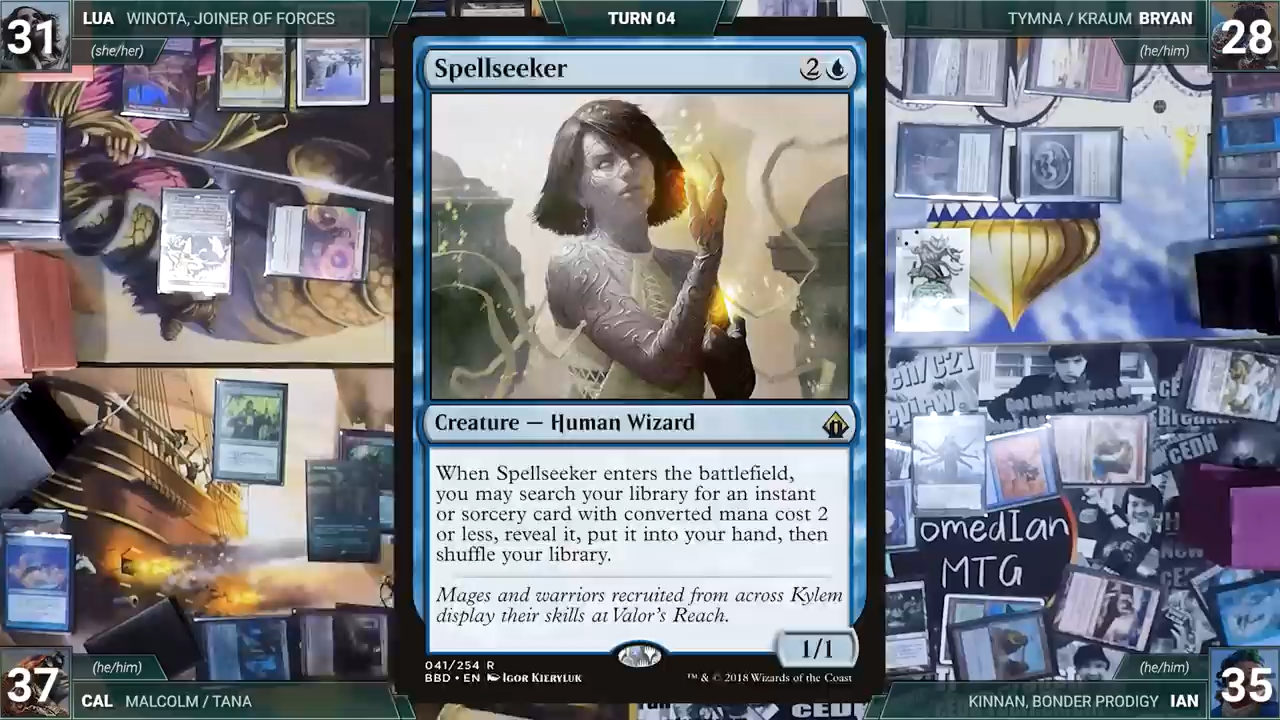 31
LUA WINOTA, JOINER OF FORCES
(she/her)
TURN 04
TYMNA / KRAUM BRYAN
(he/him)
28
Spellseeker
2
Creature — Human Wizard
When Spellseeker enters the battlefield,
you may search your library for an instant
or sorcery card with converted mana cost 2
or less, reveal it, put it into your hand, then
shuffle your library.
Mages and warriors recruited from across Kylem
display their skills at Valor's Reach.
1/1
041/254 R
BBD • EN Igor Kieryluk
™ & © 2018 Wizards of the Coast
omedIan
MTG
CEDH
37
(he/him)
CAL MALCOLM / TANA
(he/him)
KINNAN, BONDER PRODIGY IAN
35